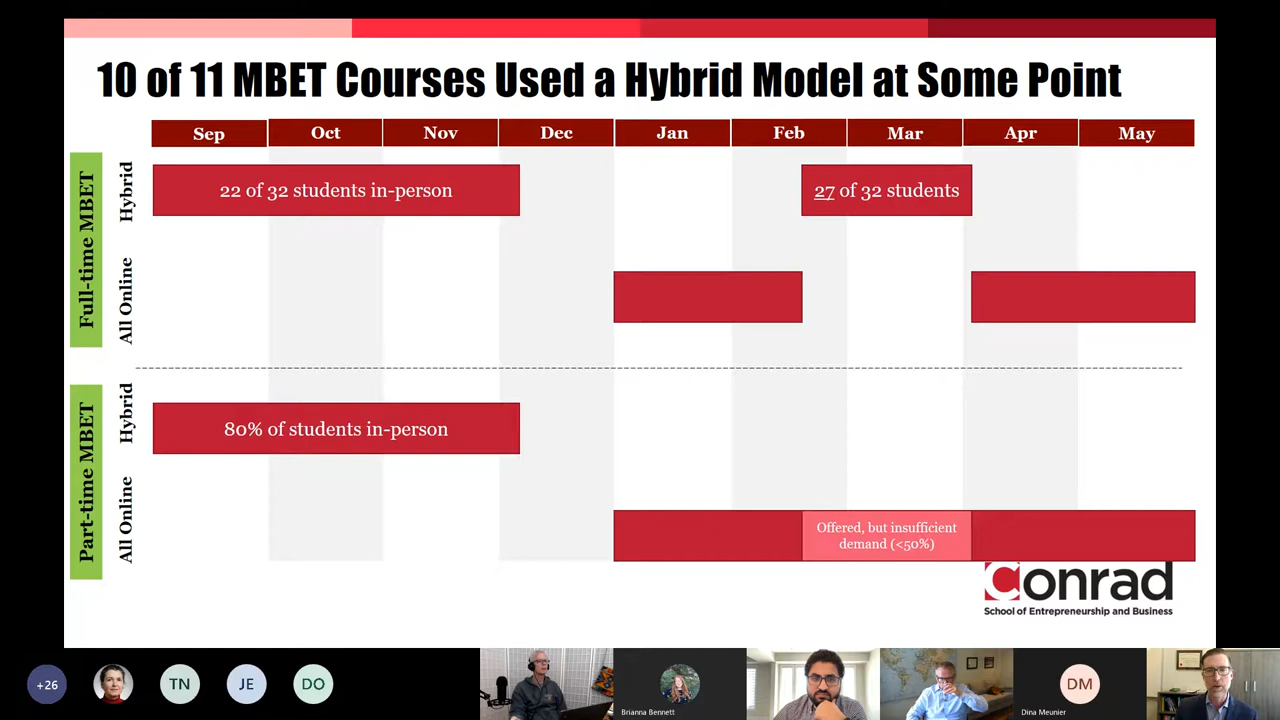 10 of 11 MBET Courses Used a Hybrid Model at Some Point
Sep Oct Nov Dec Jan Feb Mar Apr May
Full-time MBET
Hybrid
22 of 32 students in-person
27 of 32 students
All Online
Part-time MBET
Hybrid
80% of students in-person
All Online
Offered, but insufficient
demand (<50%)
Conrad
School of Entrepreneurship and Business
+26
TN
JE
DO
Brianna Bennett
DM
Dina Meunier